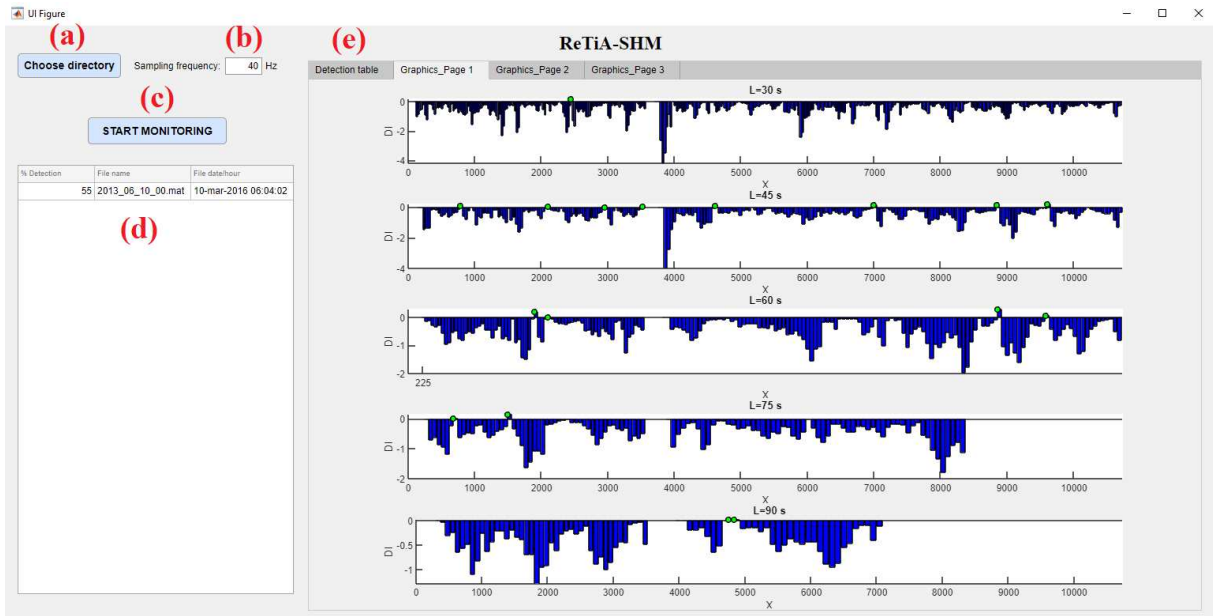 UI Figure
(a)
(b)
(e)
ReTiA-SHM
Choose directory
Sampling frequency: 40 Hz
(c)
START MONITORING
% Detection File name File date/hour
55 2013_06_10_00.mat 10-mar-2016 06:04:02
(d)
Detection table Graphics_Page 1 Graphics_Page 2 Graphics_Page 3
L=30 s
0
-2
-4
DI
0 1000 2000 3000 4000 5000 6000 7000 8000 9000 10000
X
L=45 s
0
-2
-4
DI
0 1000 2000 3000 4000 5000 6000 7000 8000 9000 10000
X
L=60 s
0
-1
-2
DI
225
X
L=75 s
0
-1
-2
DI
0 1000 2000 3000 4000 5000 6000 7000 8000 9000 10000
X
L=90 s
0
-0.5
-1
DI
0 1000 2000 3000 4000 5000 6000 7000 8000 9000 10000
X